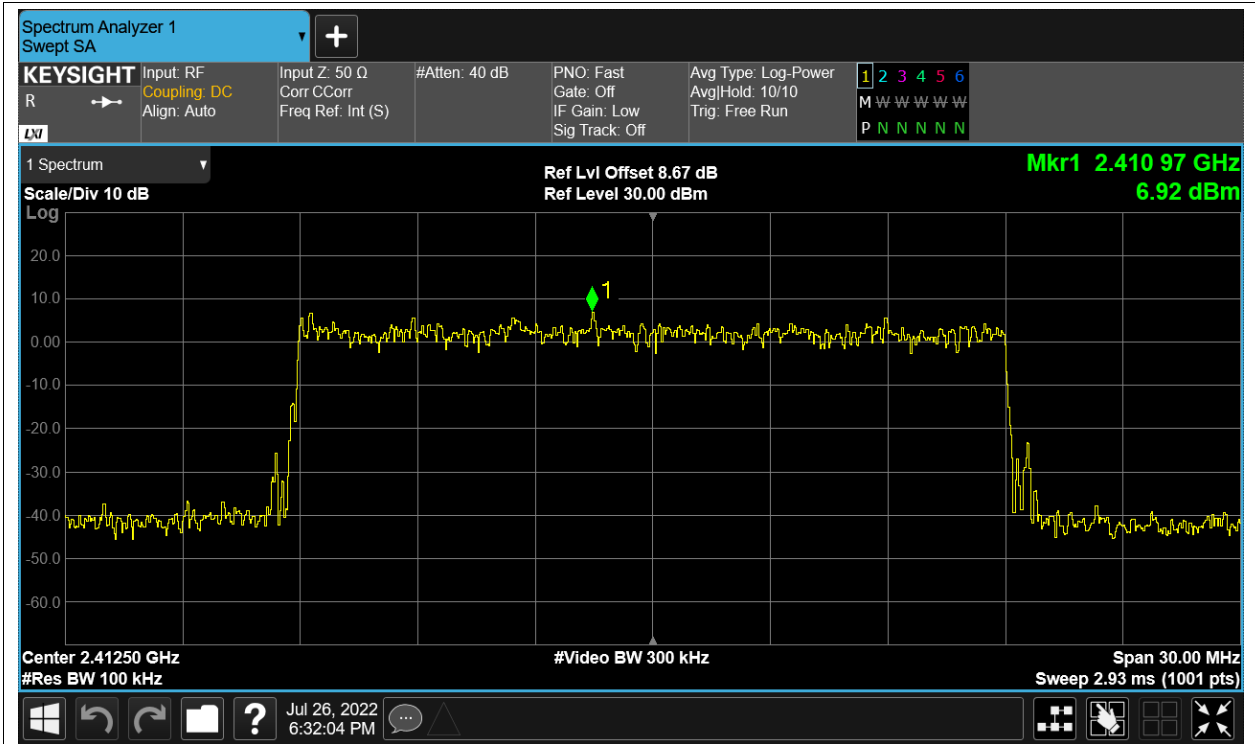 Spectrum Analyzer 1
Swept SA
+
KEYSIGHT
R
LXI
Input: RF
Coupling: DC
Align: Auto
Input Z: 50 Ω
Corr CCorr
Freq Ref: Int (S)
#Atten: 40 dB
PNO: Fast
Gate: Off
IF Gain: Low
Sig Track: Off
Avg Type: Log-Power
Avg|Hold: 10/10
Trig: Free Run
1 2 3 4 5 6
M W W W W W
P N N N N N
1 Spectrum
Scale/Div 10 dB
Log
Ref Lvl Offset 8.67 dB
Ref Level 30.00 dBm
Mkr1 2.410 97 GHz
6.92 dBm
20.0
10.0
1
0.00
-10.0
-20.0
-30.0
-40.0
-50.0
-60.0
Center 2.41250 GHz
#Res BW 100 kHz
#Video BW 300 kHz
Span 30.00 MHz
Sweep 2.93 ms (1001 pts)
?
Jul 26, 2022
6:32:04 PM